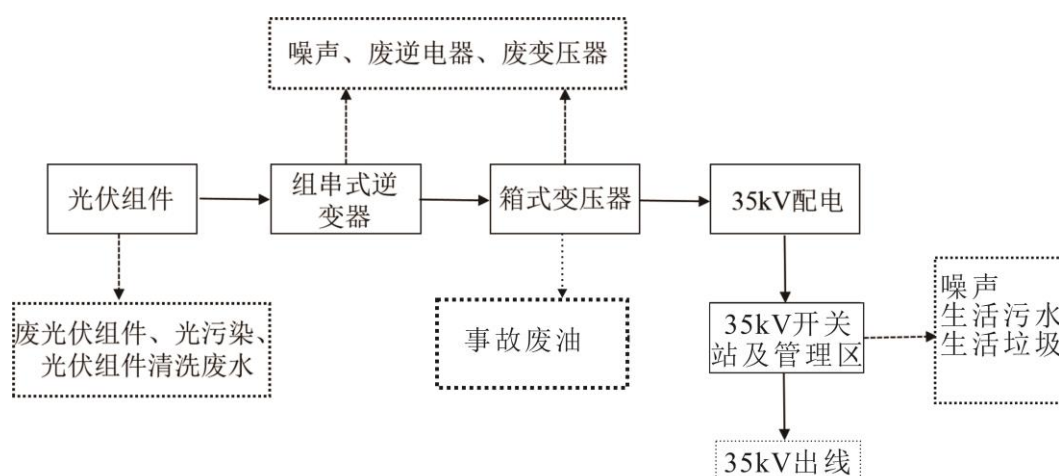 噪声、废逆电器、废变压器
光伏组件
组串式逆
变器
箱式变压器
35kV配电
废光伏组件、光污染、
光伏组件清洗废水
事故废油
35kV开关
站及管理区
噪声
生活污水
生活垃圾
35kV出线